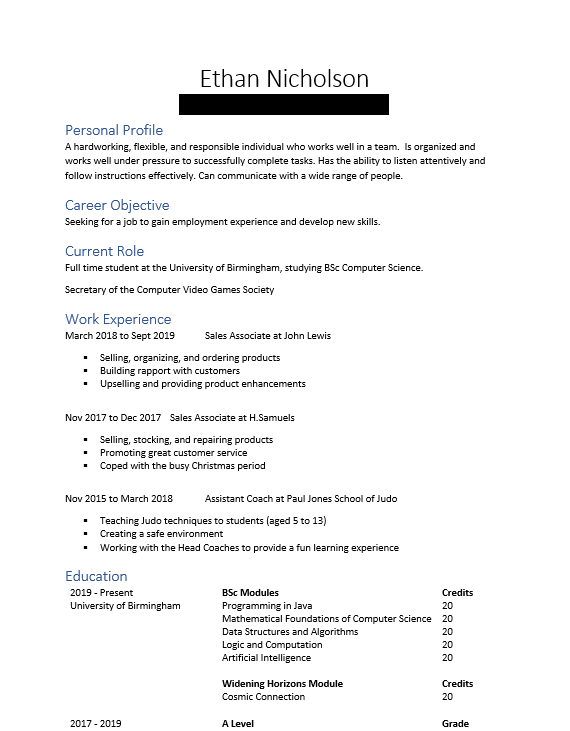 Ethan Nicholson
Personal Profile
A hardworking, flexible, and responsible individual who works well in a team.  Is organized and
works well under pressure to successfully complete tasks. Has the ability to listen attentively and
follow instructions effectively. Can communicate with a wide range of people.
Career Objective
Seeking for a job to gain employment experience and develop new skills.
Current Role
Full time student at the University of Birmingham, studying BSc Computer Science.
Secretary of the Computer Video Games Society
Work Experience
March 2018 to Sept 2019 Sales Associate at John Lewis
▪ Selling, organizing, and ordering products
▪ Building rapport with customers
▪ Upselling and providing product enhancements
Nov 2017 to Dec 2017 Sales Associate at H.Samuels
▪ Selling, stocking, and repairing products
▪ Promoting great customer service
▪ Coped with the busy Christmas period
Nov 2015 to March 2018 Assistant Coach at Paul Jones School of Judo
▪ Teaching Judo techniques to students (aged 5 to 13)
▪ Creating a safe environment
▪ Working with the Head Coaches to provide a fun learning experience
Education
2019 - Present BSc Modules Credits
University of Birmingham Programming in Java 20
Mathematical Foundations of Computer Science 20
Data Structures and Algorithms 20
Logic and Computation 20
Artificial Intelligence 20
Widening Horizons Module Credits
Cosmic Connection 20
2017 - 2019 A Level Grade